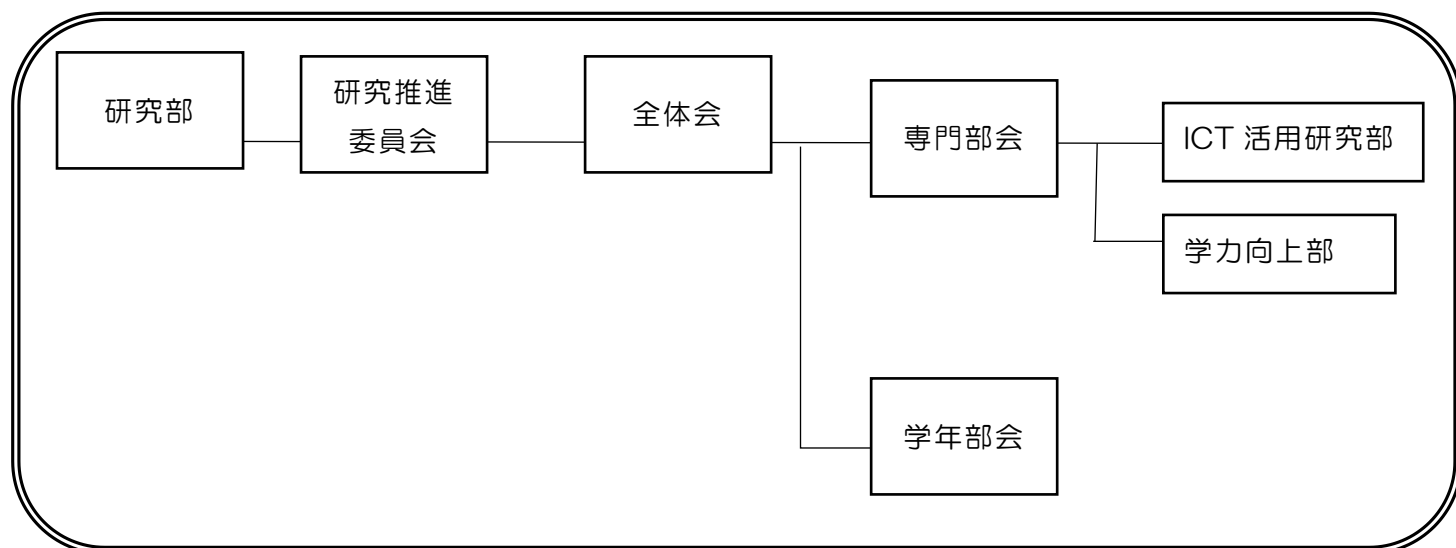 研究部
研究推進
委員会
全体会
専門部会
ICT 活用研究部
学力向上部
学年部会